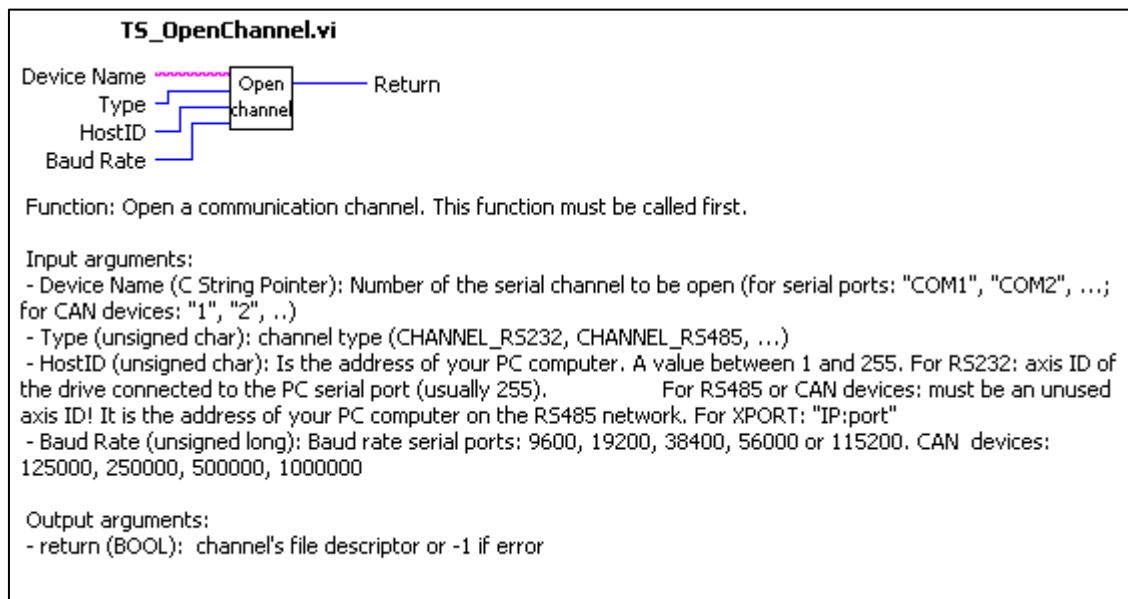 TS_OpenChannel.vi
Device Name
Type
HostID
Baud Rate
Open
channel
Return
Function: Open a communication channel. This function must be called first.
Input arguments:
- Device Name (C String Pointer): Number of the serial channel to be open (for serial ports: "COM1", "COM2", ...;
for CAN devices: "1", "2", ..)
- Type (unsigned char): channel type (CHANNEL_RS232, CHANNEL_RS485, ...)
- HostID (unsigned char): Is the address of your PC computer. A value between 1 and 255. For RS232: axis ID of
the drive connected to the PC serial port (usually 255). For RS485 or CAN devices: must be an unused
axis ID! It is the address of your PC computer on the RS485 network. For XPORT: "IP:port"
- Baud Rate (unsigned long): Baud rate serial ports: 9600, 19200, 38400, 56000 or 115200. CAN devices:
125000, 250000, 500000, 1000000
Output arguments:
- return (BOOL): channel's file descriptor or -1 if error